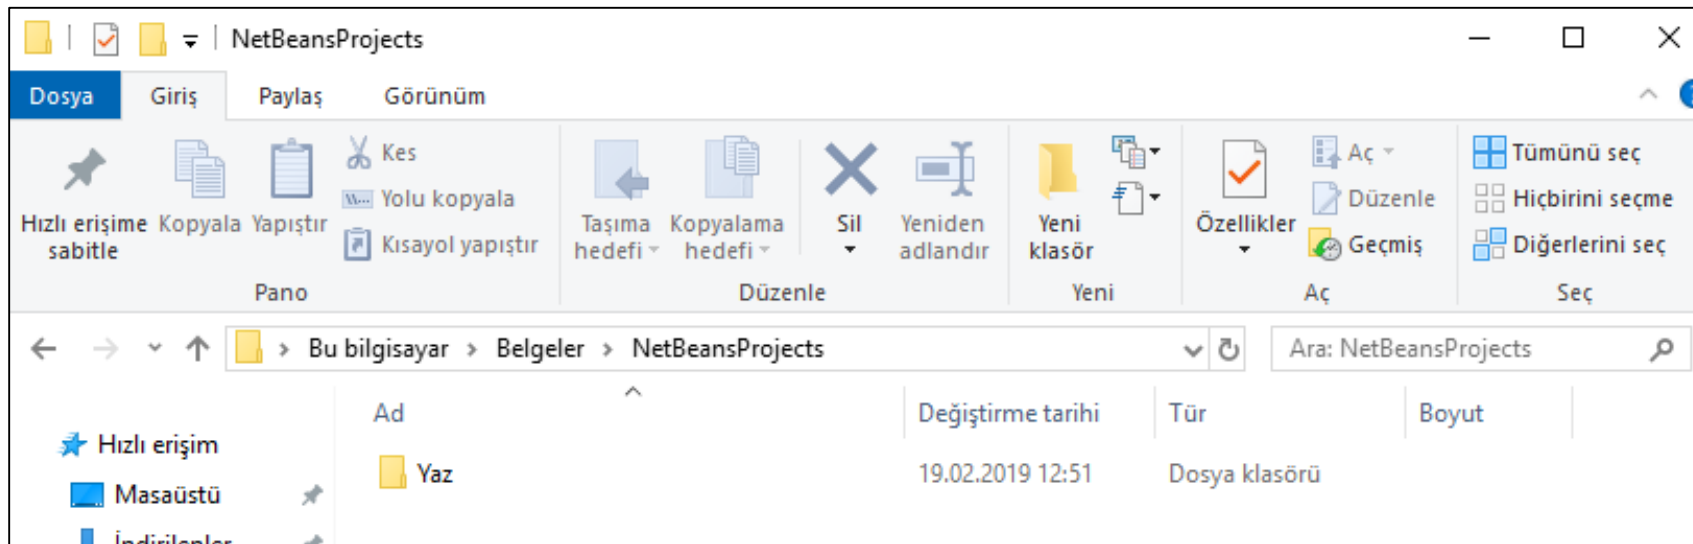 NetBeansProjects
Dosya Giriş Paylaş Görünüm
Hızlı erişime sabitle
Kopyala
Yapıştır
Kes
Yolu kopyala
Kısayol yapıştır
Pano
Taşıma hedefi
Kopyalama hedefi
Sil
Yeniden adlandır
Düzenle
Yeni klasör
Yeni
Özellikler
Aç
Düzenle
Geçmiş
Aç
Tümünü seç
Hiçbirini seçme
Diğerlerini seç
Seç
Bu bilgisayar > Belgeler > NetBeansProjects
Ara: NetBeansProjects
Ad Değiştirme tarihi Tür Boyut
Yaz 19.02.2019 12:51 Dosya klasörü
Hızlı erişim
Masaüstü
İndirilenler